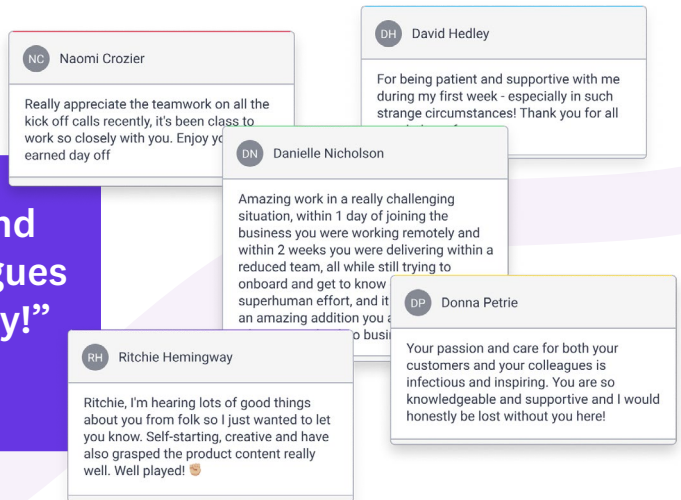 NC Naomi Crozier
Really appreciate the teamwork on all the
kick off calls recently, it's been class to
work so closely with you. Enjoy
earned day off
DH David Hedley
For being patient and supportive with me
during my first week - especially in such
strange circumstances! Thank you for all
DN Danielle Nicholson
Amazing work in a really challenging
situation, within 1 day of joining the
business you were working remotely and
within 2 weeks you were delivering within a
reduced team, all while still trying to
onboard and get to know
superhuman effort, and it
an amazing addition you
DP Donna Petrie
Your passion and care for both your
customers and your colleagues is
infectious and inspiring. You are so
knowledgeable and supportive and I would
honestly be lost without you here!
nd
gues
y!”
RH Ritchie Hemingway
Ritchie, I'm hearing lots of good things
about you from folk so I just wanted to let
you know. Self-starting, creative and have
also grasped the product content really
well. Well played! ✊🏼